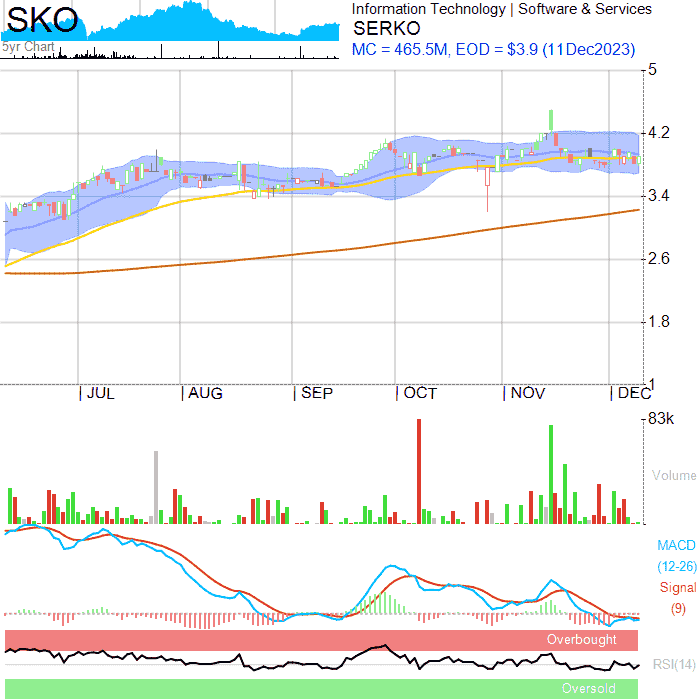 SKO
5yr Chart
Information Technology | Software & Services
SERKO
MC = 465.5M, EOD = $3.9 (11Dec2023)
5
4.2
3.4
2.6
1.8
1
JUL AUG SEP OCT NOV DEC
83k
Volume
MACD
(12-26)
Signal
(9)
Overbought
RSI(14)
Oversold